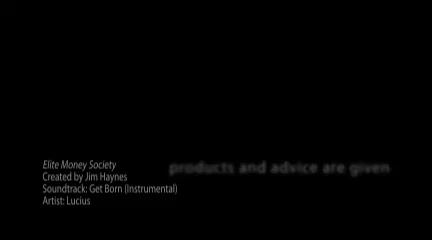 products and advice are given
Elite Money Society
Created by Jim Haynes
Soundtrack: Get Born (Instrumental)
Artist: Lucius